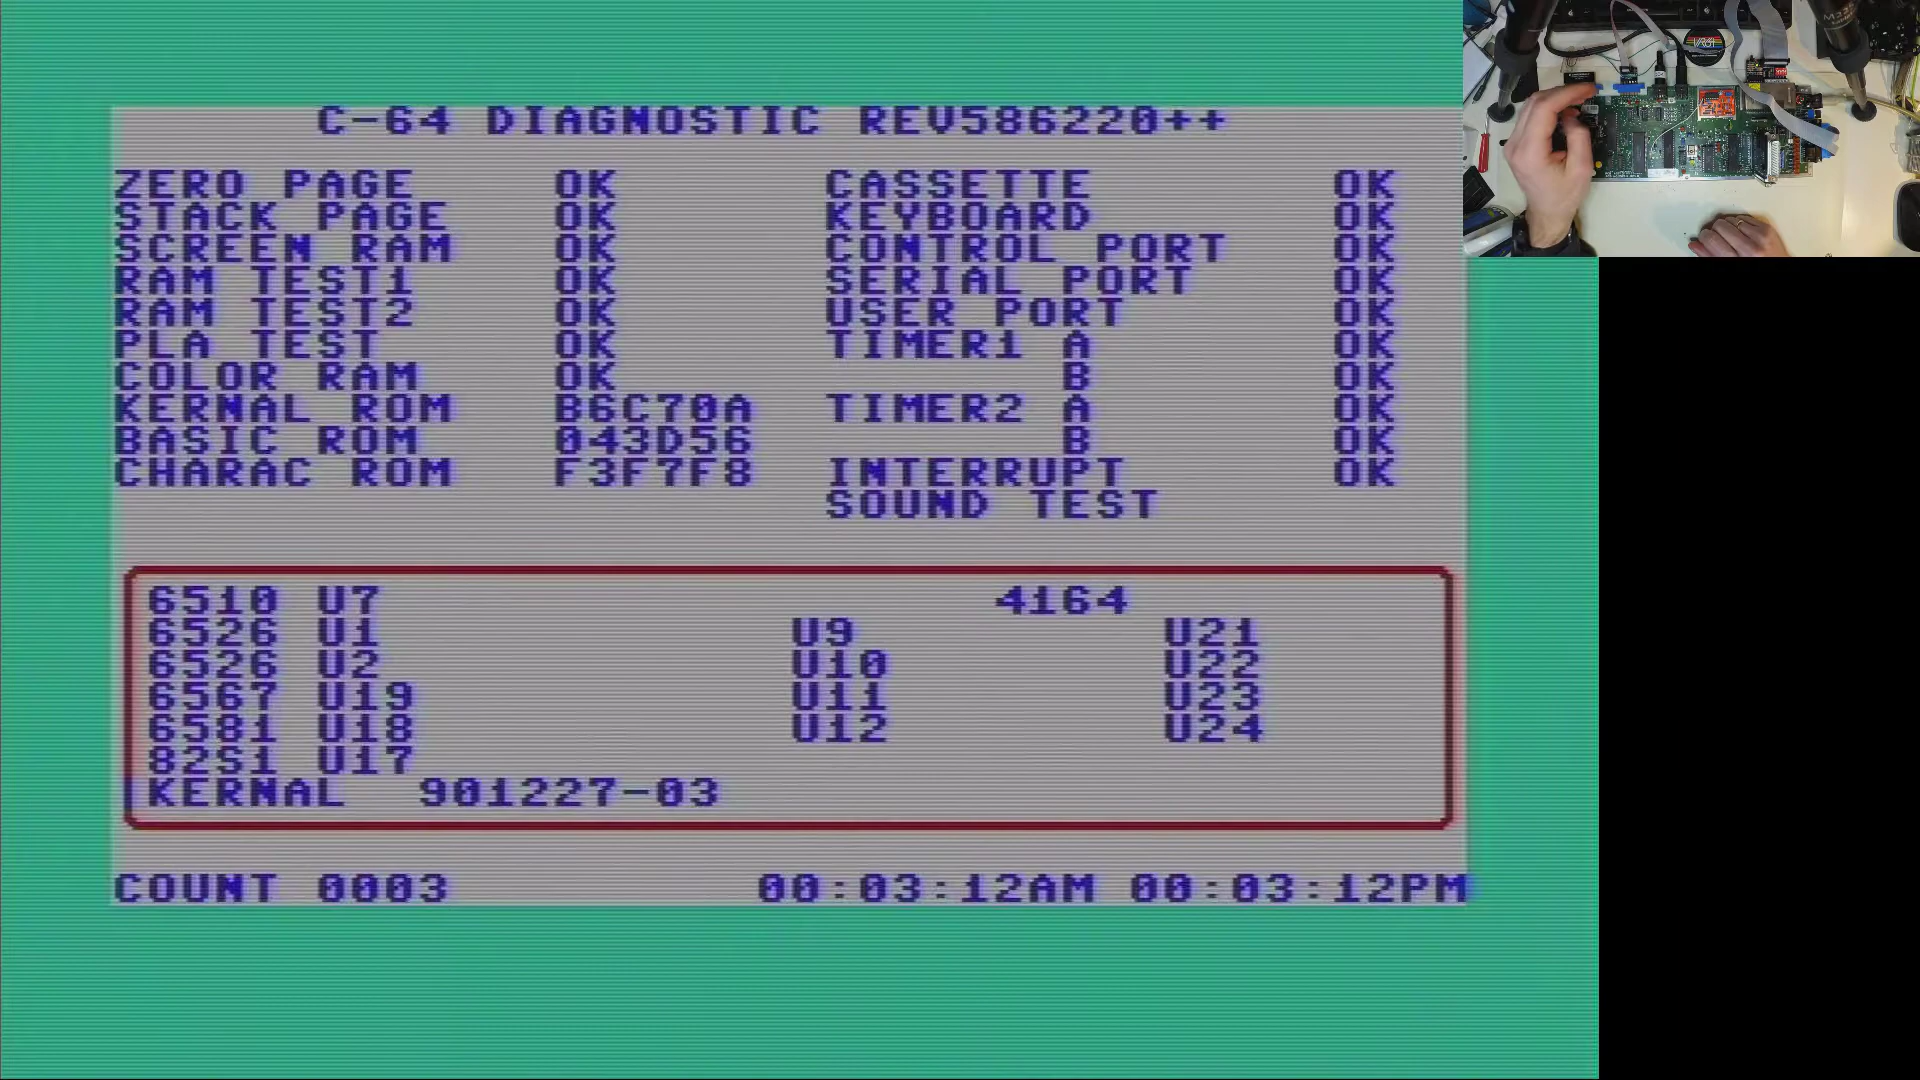 C-64 DIAGNOSTIC REV586220++
ZERO PAGE OK CASSETTE OK
STACK PAGE OK KEYBOARD OK
SCREEN RAM OK CONTROL PORT OK
RAM TEST1 OK SERIAL PORT OK
RAM TEST2 OK USER PORT OK
PLA TEST OK TIMER1 A OK
COLOR RAM OK B OK
KERNAL ROM B6C70A TIMER2 A OK
BASIC ROM 043D56 B OK
CHARAC ROM F3F7F8 INTERRUPT OK
SOUND TEST
6510 U7 4164
6526 U1 U9 U21
6526 U2 U10 U22
6567 U19 U11 U23
6581 U18 U12 U24
82S1 U17
KERNAL 901227-03
COUNT 0003 00:03:12AM 00:03:12PM